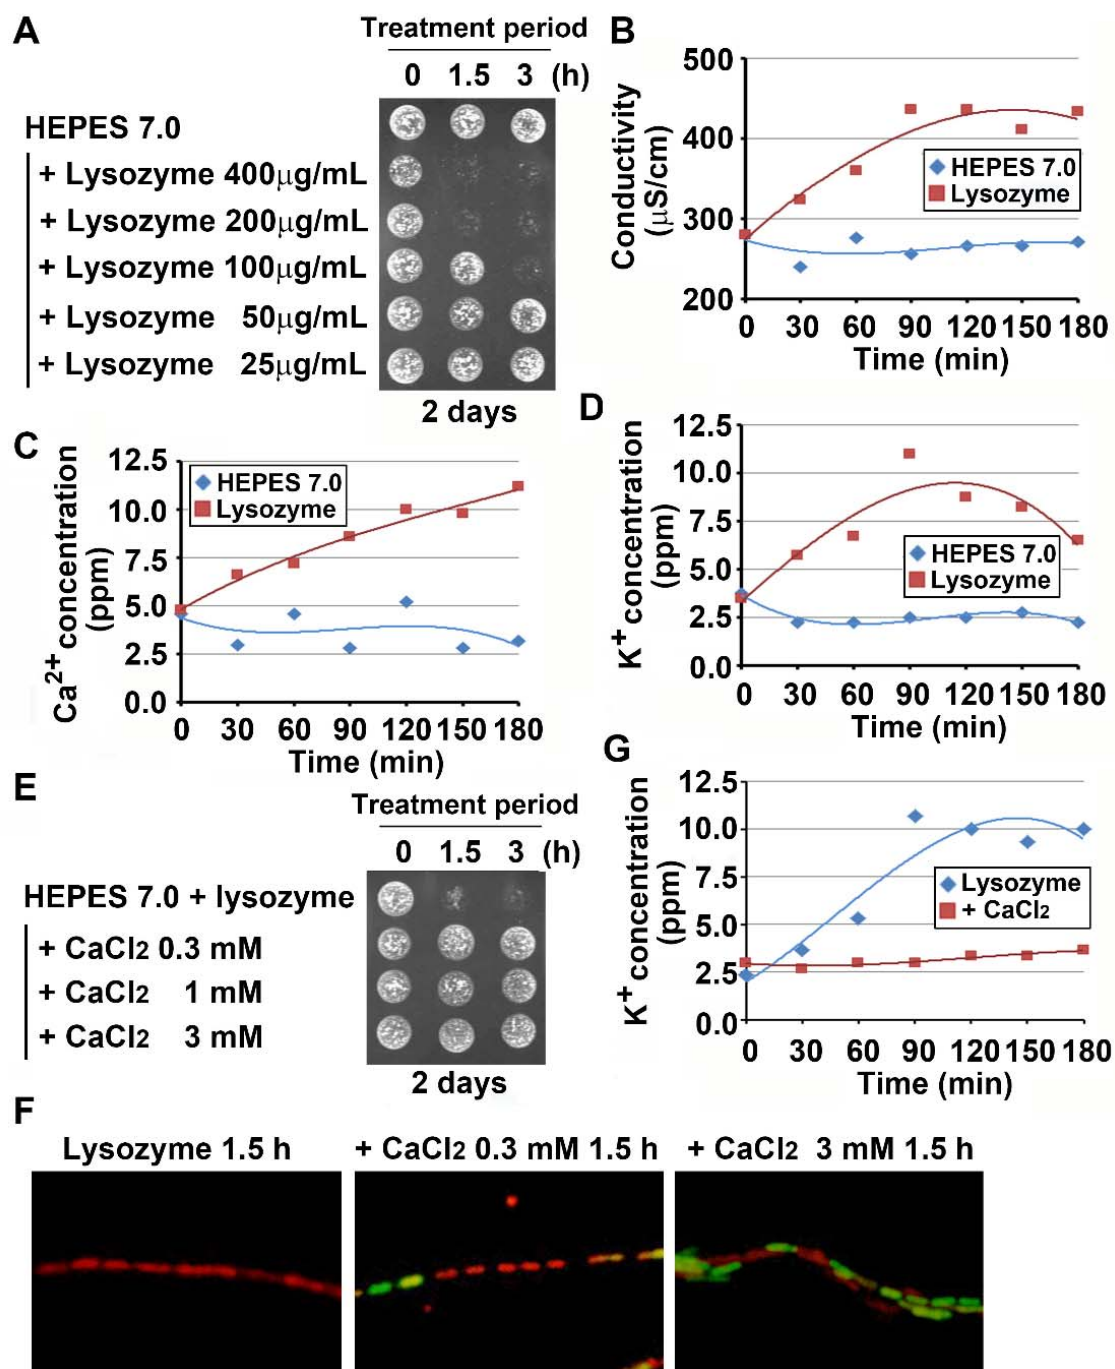 A
Treatment period
0 1.5 3 (h)
HEPES 7.0
+ Lysozyme 400μg/mL
+ Lysozyme 200μg/mL
+ Lysozyme 100μg/mL
+ Lysozyme 50μg/mL
+ Lysozyme 25μg/mL
2 days
B
Conductivity
(μS/cm)
500
400
300
200
HEPES 7.0
Lysozyme
0 30 60 90 120 150 180
Time (min)
C
Ca2+ concentration
(ppm)
12.5
10.0
7.5
5.0
2.5
0.0
HEPES 7.0
Lysozyme
0 30 60 90 120 150 180
Time (min)
D
K+ concentration
(ppm)
12.5
10.0
7.5
5.0
2.5
0.0
HEPES 7.0
Lysozyme
0 30 60 90 120 150 180
Time (min)
E
Treatment period
0 1.5 3 (h)
HEPES 7.0 + lysozyme
+ CaCl2 0.3 mM
+ CaCl2 1 mM
+ CaCl2 3 mM
2 days
G
K+ concentration
(ppm)
12.5
10.0
7.5
5.0
2.5
0.0
Lysozyme
+ CaCl2
0 30 60 90 120 150 180
Time (min)
F
Lysozyme 1.5 h
+ CaCl2 0.3 mM 1.5 h
+ CaCl2 3 mM 1.5 h